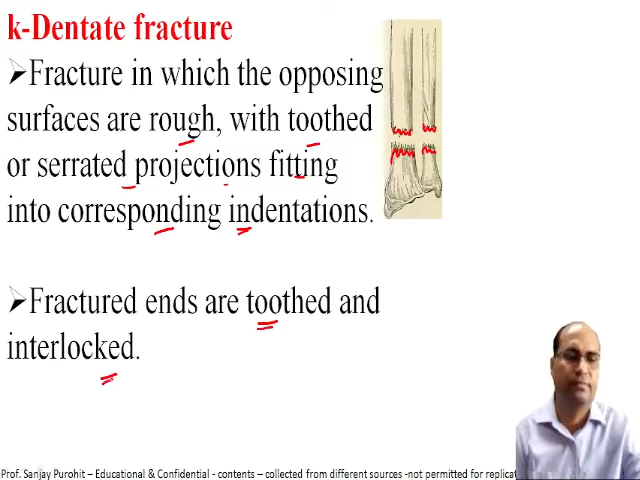 k-Dentate fracture
➢Fracture in which the opposing
surfaces are rough, with toothed
or serrated projections fitting
into corresponding indentations.
➢Fractured ends are toothed and
interlocked.
Prof. Sanjay Purohit – Educational & Confidential - contents – collected from different sources -not permitted for replicat